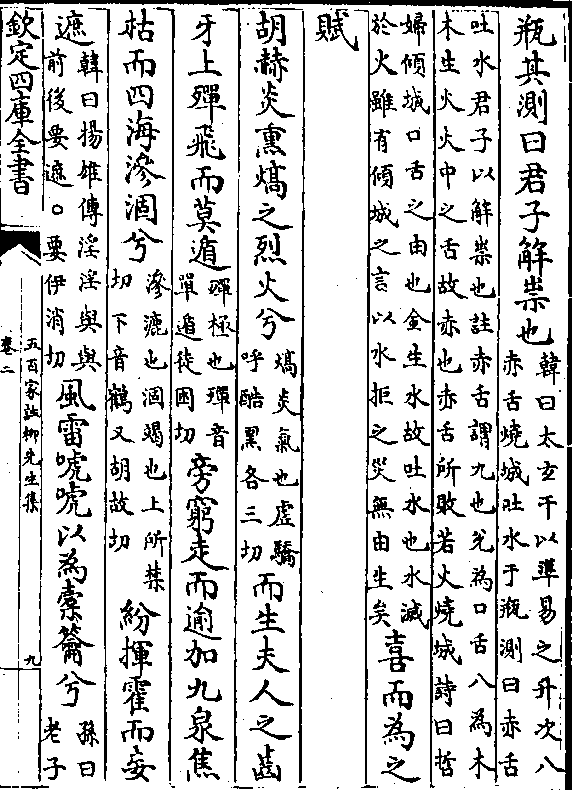 瓶其測曰君子解祟也韓曰太玄干以準易之升次八
赤舌燒城吐水于瓶測曰赤舌
吐水君子以解祟也註赤舌謂九也兊為口舌八為木
木生火火中之舌故赤也赤舌所敗若火燒城詩曰哲
婦傾城口舌之由也金生水故吐水也水滅
於火雖有傾城之言以水拒之災無由生矣喜而為之
賦
胡赫炎熏熇之烈火兮熇炎氣也虛驕
呼酷黑各三切而生夫人之齒
牙上殫飛而莫遁殫極也殫音
單遁徒困切旁窮走而逾加九泉焦
枯而四海滲涸兮滲漉也涸竭也上所禁
切下音鶴又胡故切紛揮霍而妄
遮韓曰揚雄傳淫淫與與
前後要遮○要伊消切風雷唬唬以為橐籥兮孫曰
老子
欽定四庫全書
五百家註柳先生集
卷二
九